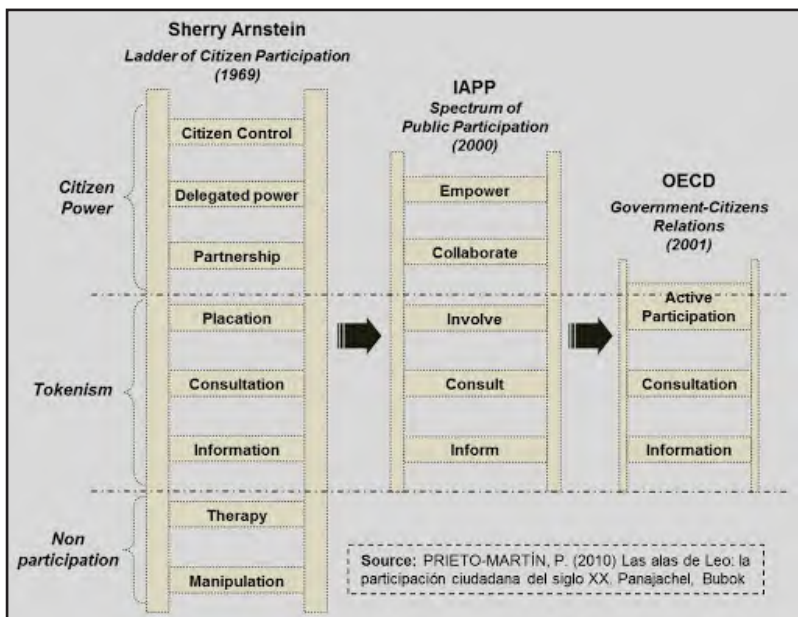 Sherry Arnstein
Ladder of Citizen Participation
(1969)
Citizen Power
Citizen Control
Delegated power
Partnership
Tokenism
Placation
Consultation
Information
Non participation
Therapy
Manipulation
IAPP
Spectrum of
Public Participation
(2000)
Empower
Collaborate
Involve
Consult
Inform
OECD
Government-Citizens
Relations
(2001)
Active
Participation
Consultation
Information
Source: PRIETO-MARTÍN, P. (2010) Las alas de Leo: la
participación ciudadana del siglo XX. Panajachel, Bubok